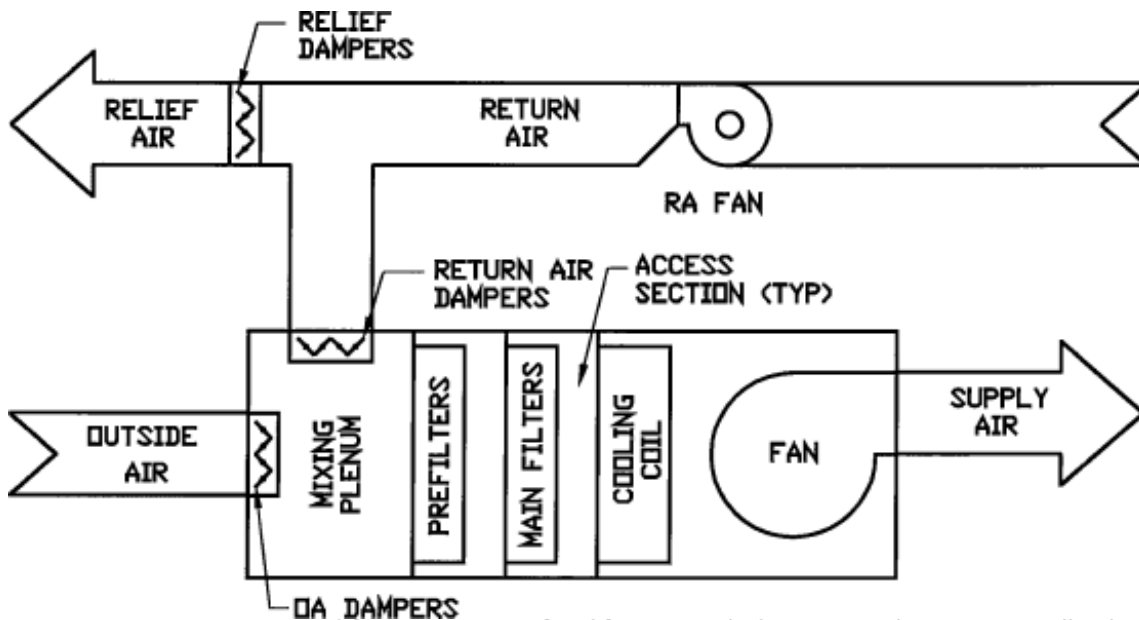 RELIEF
DAMPERS
RELIEF
AIR
RETURN
AIR
RA FAN
RETURN AIR
DAMPERS
ACCESS
SECTION (TYP)
OUTSIDE
AIR
MIXING
PLENUM
PREFILTERS
MAIN FILTERS
COOLING
COIL
FAN
SUPPLY
AIR
OA DAMPERS